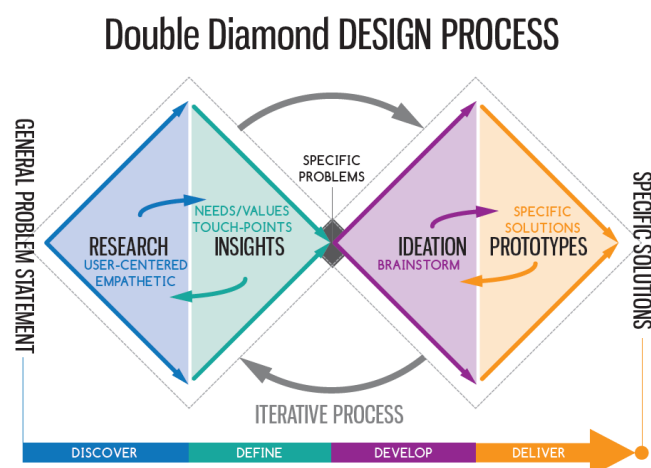 Double Diamond DESIGN PROCESS
GENERAL PROBLEM STATEMENT
SPECIFIC
PROBLEMS
SPECIFIC SOLUTIONS
RESEARCH
USER-CENTERED
EMPATHETIC
NEEDS/VALUES
TOUCH-POINTS
INSIGHTS
IDEATION
BRAINSTORM
SPECIFIC
SOLUTIONS
PROTOTYPES
ITERATIVE PROCESS
DISCOVER
DEFINE
DEVELOP
DELIVER